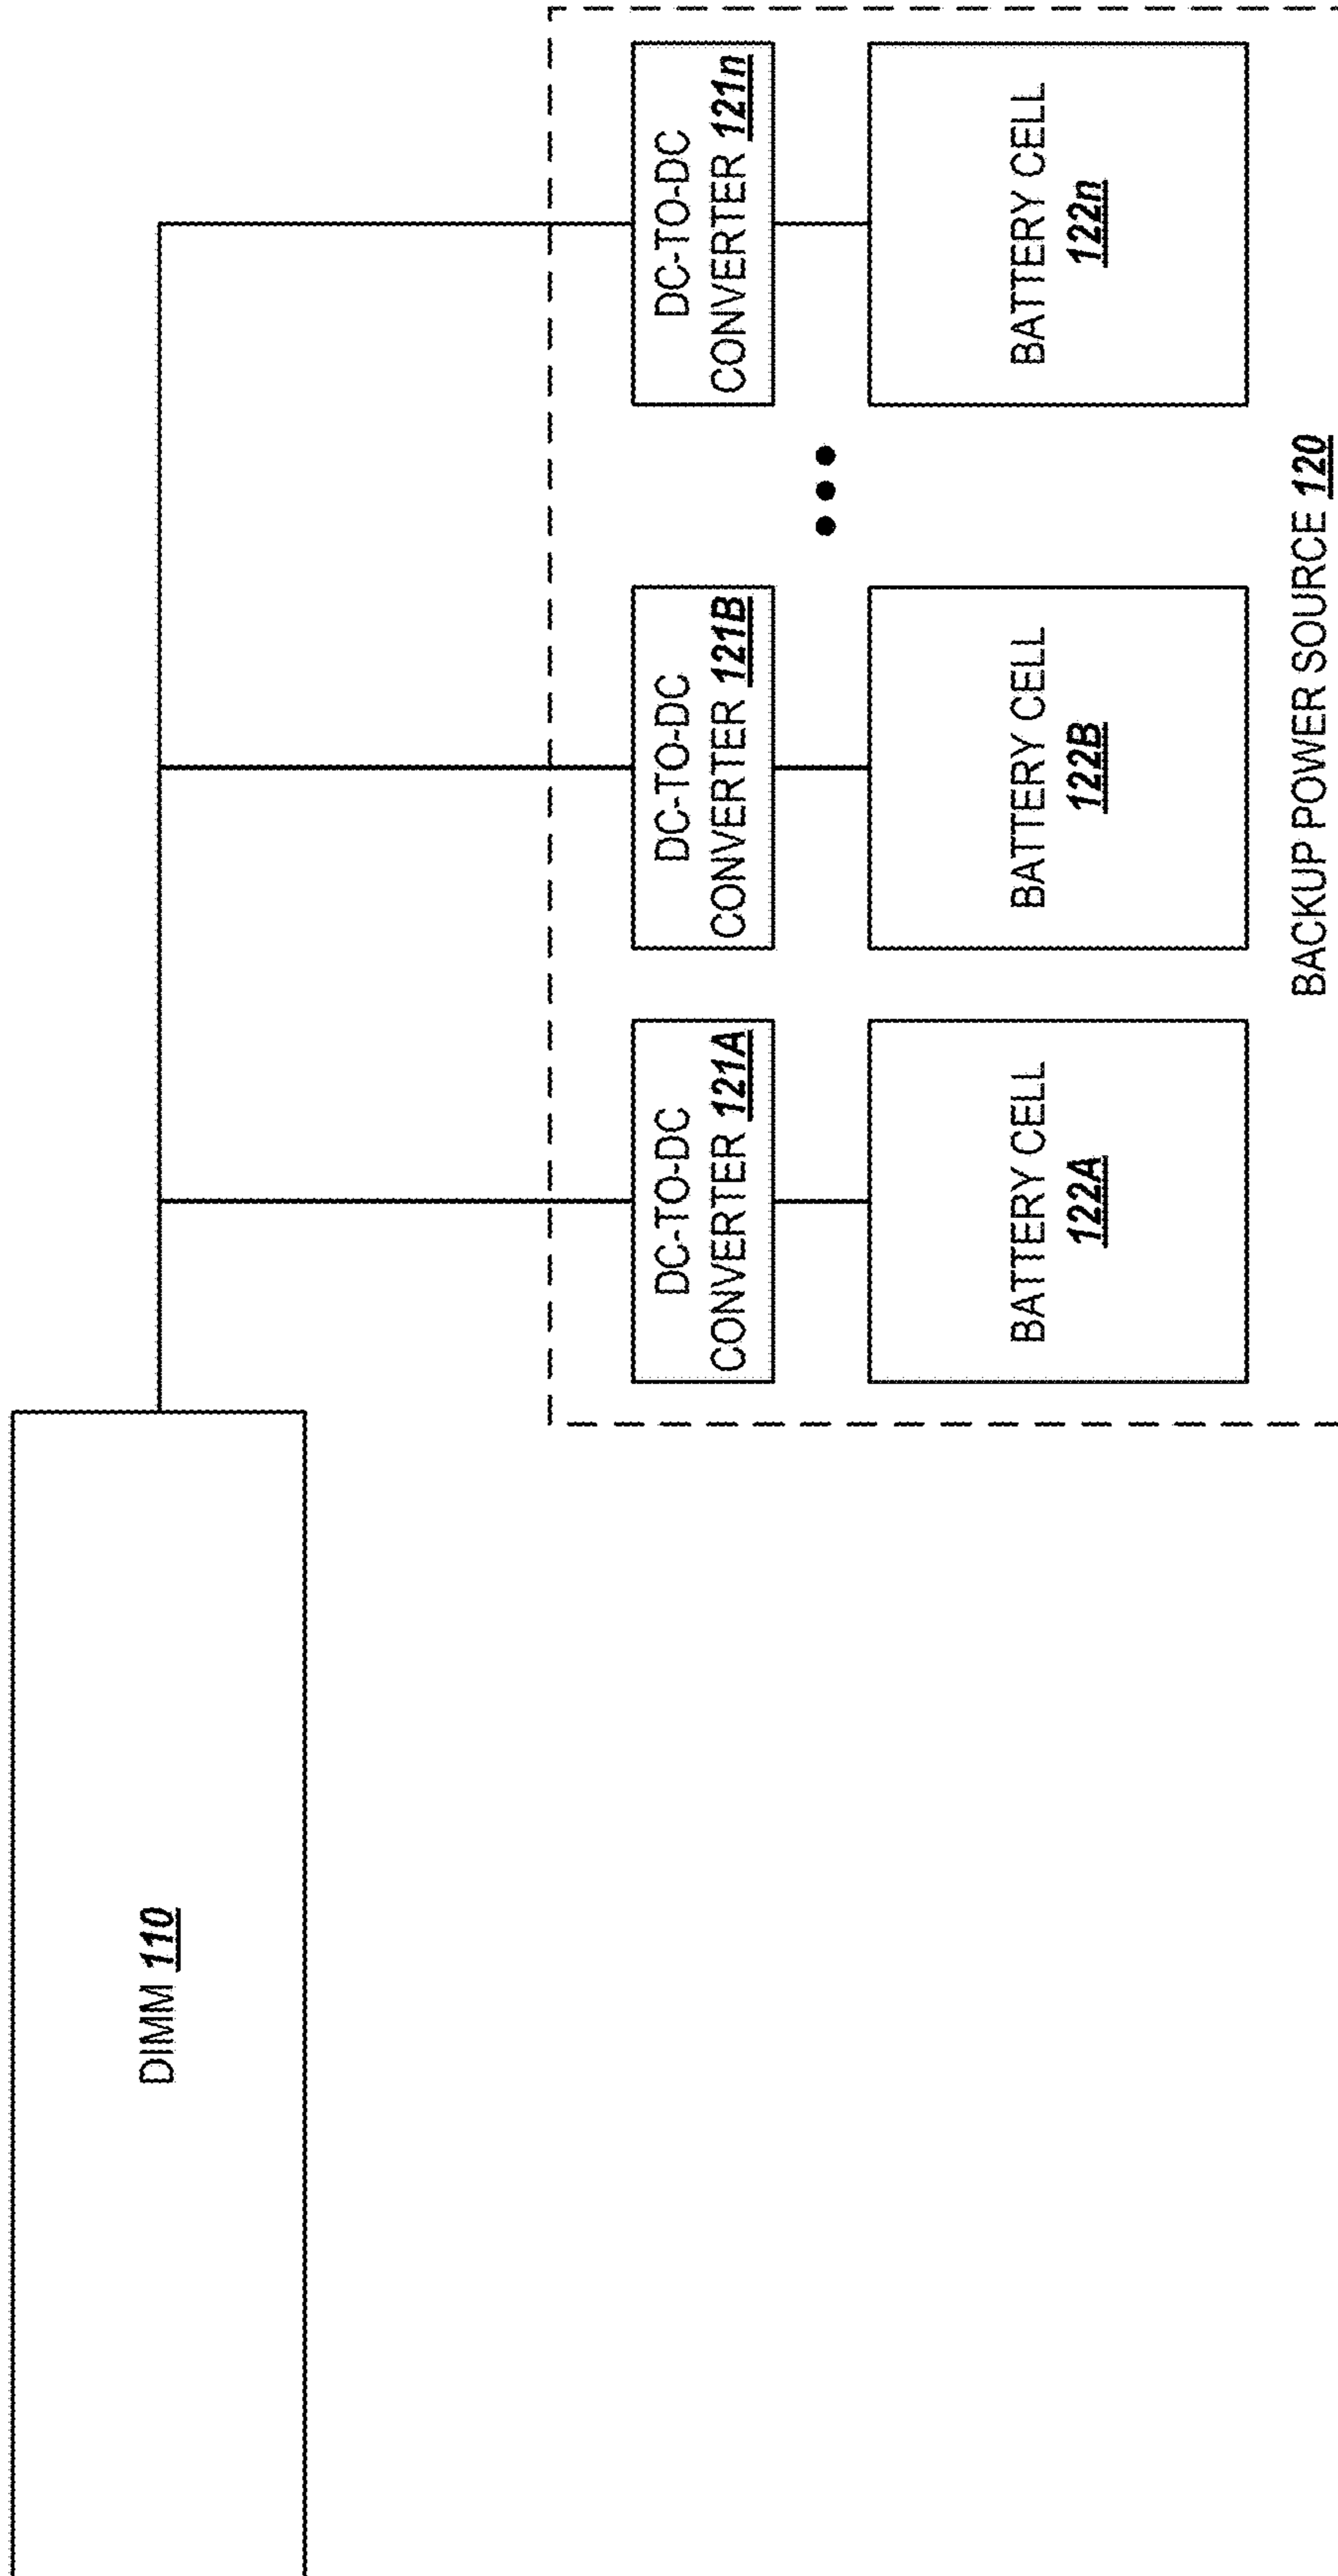 DIMM 110
DC-TO-DC
CONVERTER 121A
DC-TO-DC
CONVERTER 121B
DC-TO-DC
CONVERTER 121n
BATTERY CELL
122A
BATTERY CELL
122B
BATTERY CELL
122n
BACKUP POWER SOURCE 120